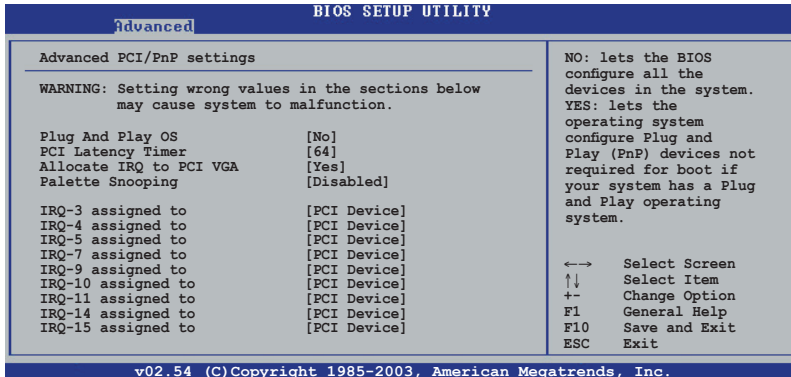 BIOS SETUP UTILITY
Advanced
Advanced PCI/PnP settings
WARNING: Setting wrong values in the sections below
may cause system to malfunction.
Plug And Play OS [No]
PCI Latency Timer [64]
Allocate IRQ to PCI VGA [Yes]
Palette Snooping [Disabled]
IRQ-3 assigned to [PCI Device]
IRQ-4 assigned to [PCI Device]
IRQ-5 assigned to [PCI Device]
IRQ-7 assigned to [PCI Device]
IRQ-9 assigned to [PCI Device]
IRQ-10 assigned to [PCI Device]
IRQ-11 assigned to [PCI Device]
IRQ-14 assigned to [PCI Device]
IRQ-15 assigned to [PCI Device]
NO: lets the BIOS
configure all the
devices in the system.
YES: lets the
operating system
configure Plug and
Play (PnP) devices not
required for boot if
your system has a Plug
and Play operating
system.
←→ Select Screen
↑↓ Select Item
+- Change Option
F1 General Help
F10 Save and Exit
ESC Exit
v02.54 (C)Copyright 1985-2003, American Megatrends, Inc.